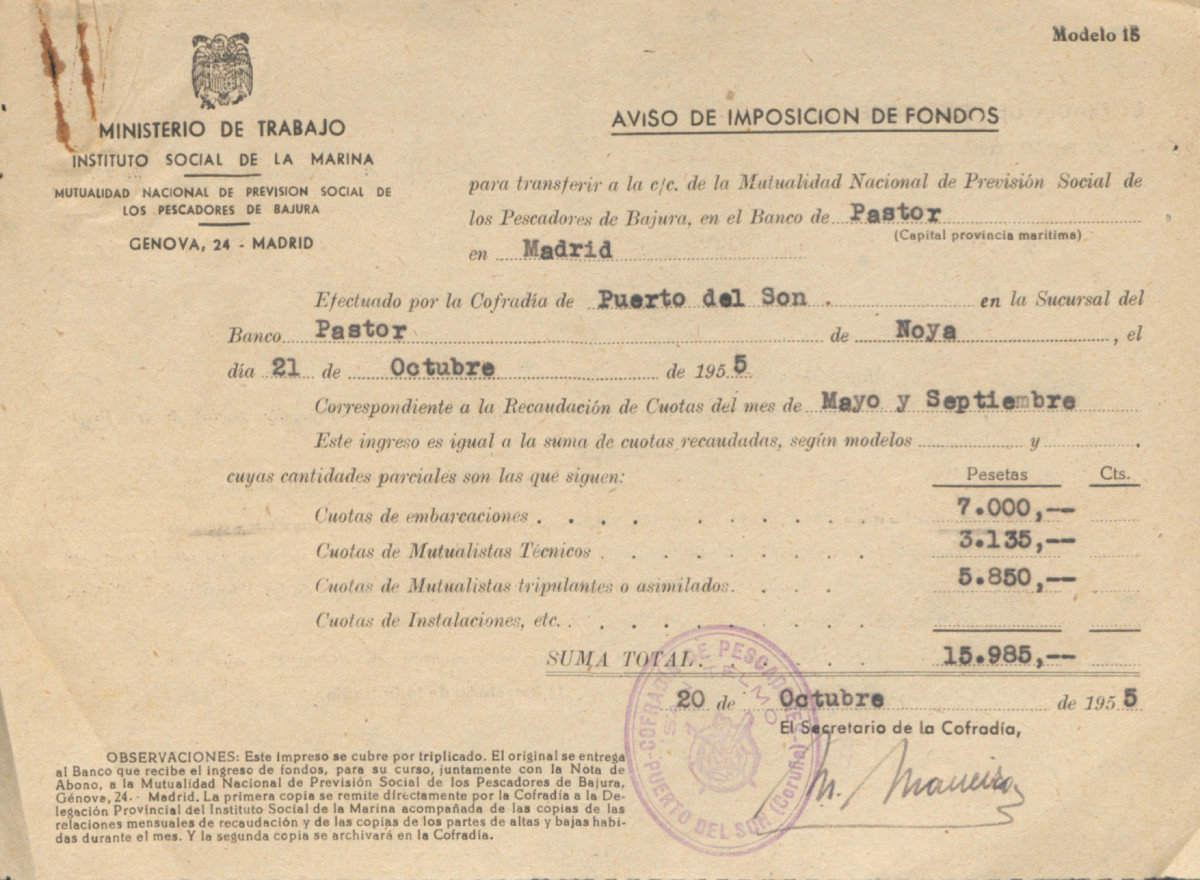 Modelo 15
MINISTERIO DE TRABAJO
INSTITUTO SOCIAL DE LA MARINA
MUTUALIDAD NACIONAL DE PREVISION SOCIAL DE
LOS PESCADORES DE BAJURA
GENOVA, 24 - MADRID
AVISO DE IMPOSICION DE FONDOS
para transferir a la c/c. de la Mutualidad Nacional de Previsión Social de
los Pescadores de Bajura, en el Banco de Pastor
(Capital provincia marítima)
en Madrid
Efectuado por la Cofradía de Puerto del Son . en la Sucursal del
Banco Pastor de Noya, el
día 21 de Octubre de 1955
Correspondiente a la Recaudación de Cuotas del mes de Mayo y Septiembre
Este ingreso es igual a la suma de cuotas recaudadas, según modelos y .
cuyas cantidades parciales son las que siguen:
Pesetas Cts.
Cuotas de embarcaciones 7.000,--
Cuotas de Mutualistas Técnicos 3.135,--
Cuotas de Mutualistas tripulantes o asimilados. 5.850,--
Cuotas de Instalaciones, etc.
SUMA TOTAL. 15.985,--
20 de Octubre de 1955
El Secretario de la Cofradía,
M. Maneiro
COFRADIA DE PESCADORES
SAN TELMO
PUERTO DEL SON (Coruña)
OBSERVACIONES: Este impreso se cubre por triplicado. El original se entrega
al Banco que recibe el ingreso de fondos, para su curso, juntamente con la Nota de
Abono, a la Mutualidad Nacional de Previsión Social de los Pescadores de Bajura,
Génova, 24.- Madrid. La primera copia se remite directamente por la Cofradía a la De-
legación Provincial del Instituto Social de la Marina acompañada de las copias de las
relaciones mensuales de recaudación y de las copias de los partes de altas y bajas habi-
das durante el mes. Y la segunda copia se archivará en la Cofradía.